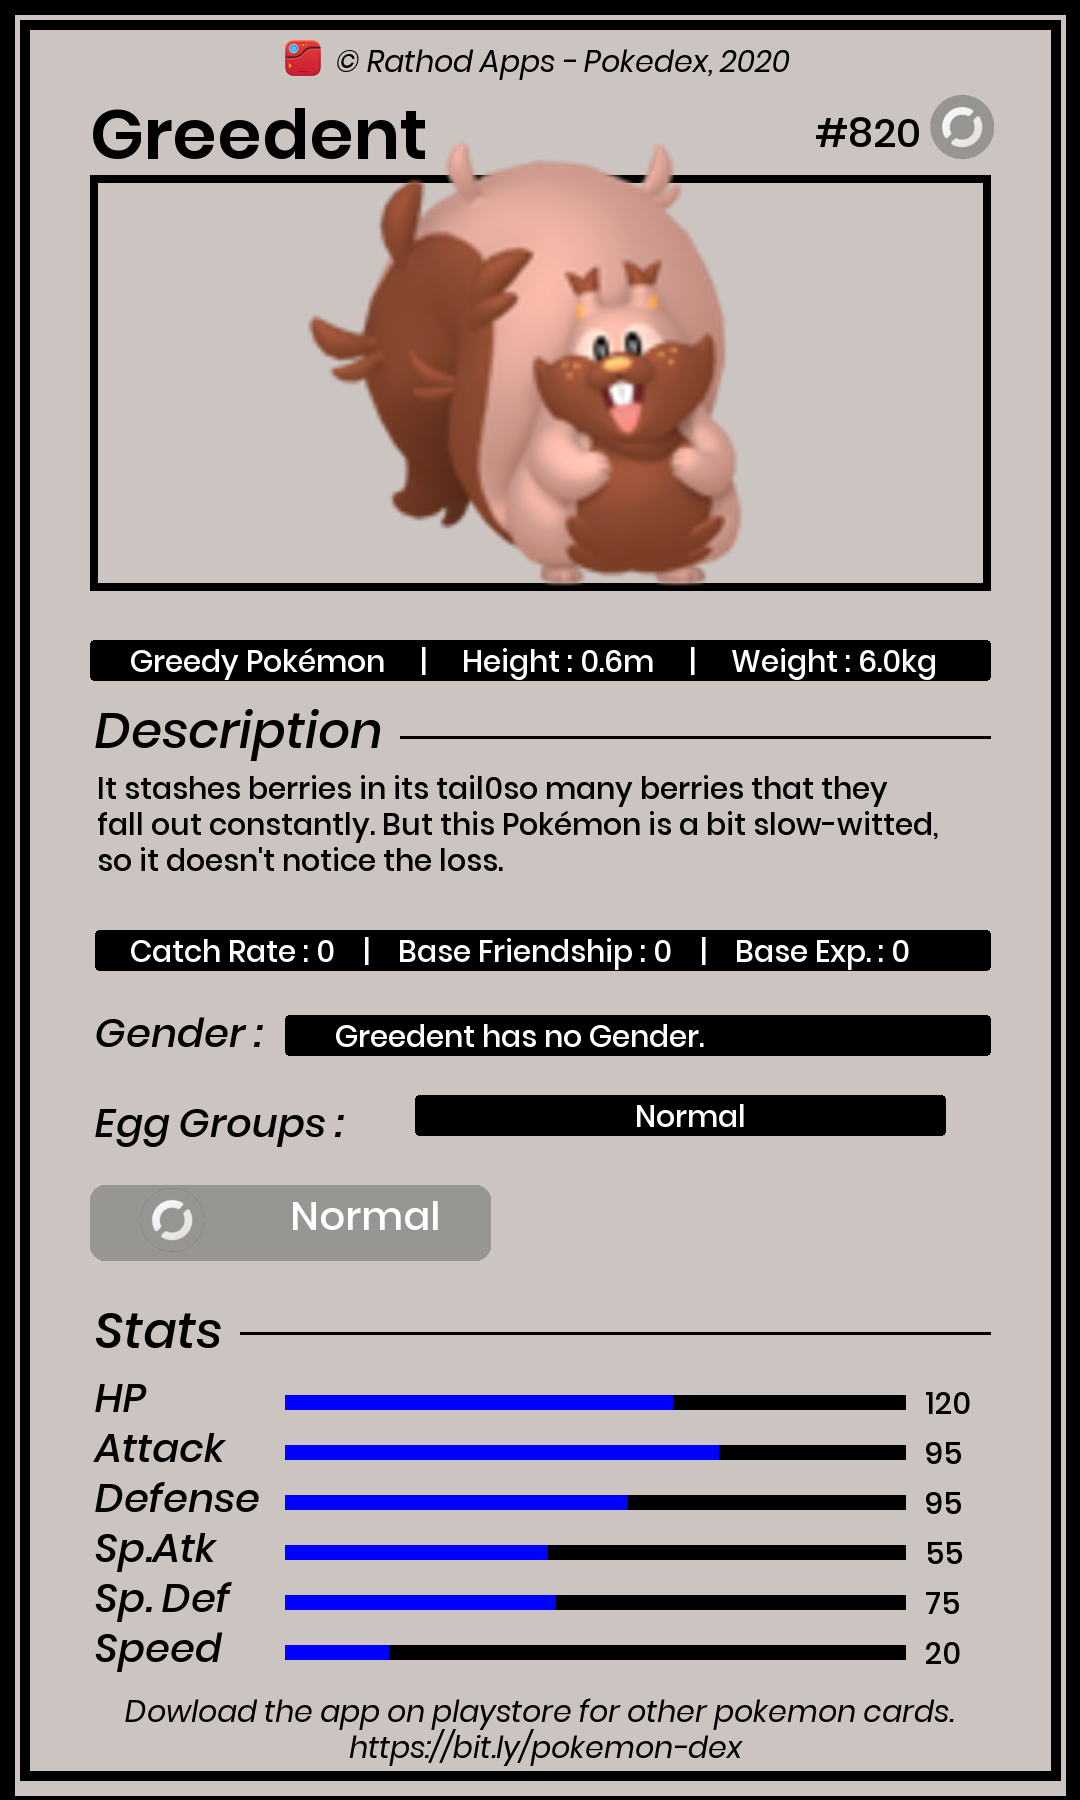 © Rathod Apps - Pokedex, 2020
Greedent
#820
Greedy Pokémon | Height : 0.6m | Weight : 6.0kg
Description
It stashes berries in its tail0so many berries that they
fall out constantly. But this Pokémon is a bit slow-witted,
so it doesn't notice the loss.
Catch Rate : 0 | Base Friendship : 0 | Base Exp. : 0
Gender : Greedent has no Gender.
Egg Groups : Normal
Normal
Stats
HP 120
Attack 95
Defense 95
Sp.Atk 55
Sp. Def 75
Speed 20
Dowload the app on playstore for other pokemon cards.
https://bit.ly/pokemon-dex